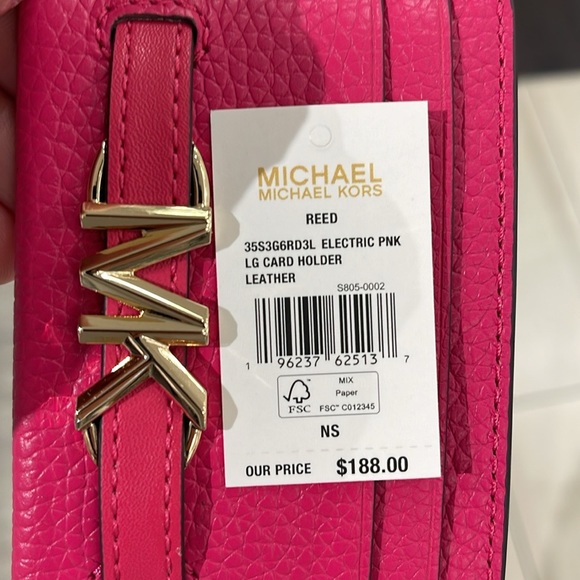 MK
MICHAEL
MICHAEL KORS
REED
35S3G6RD3L ELECTRIC PNK
LG CARD HOLDER
LEATHER
S805-0002
1 96237 62513 7
FSC
MIX
Paper
FSC™ C012345
NS
OUR PRICE $188.00